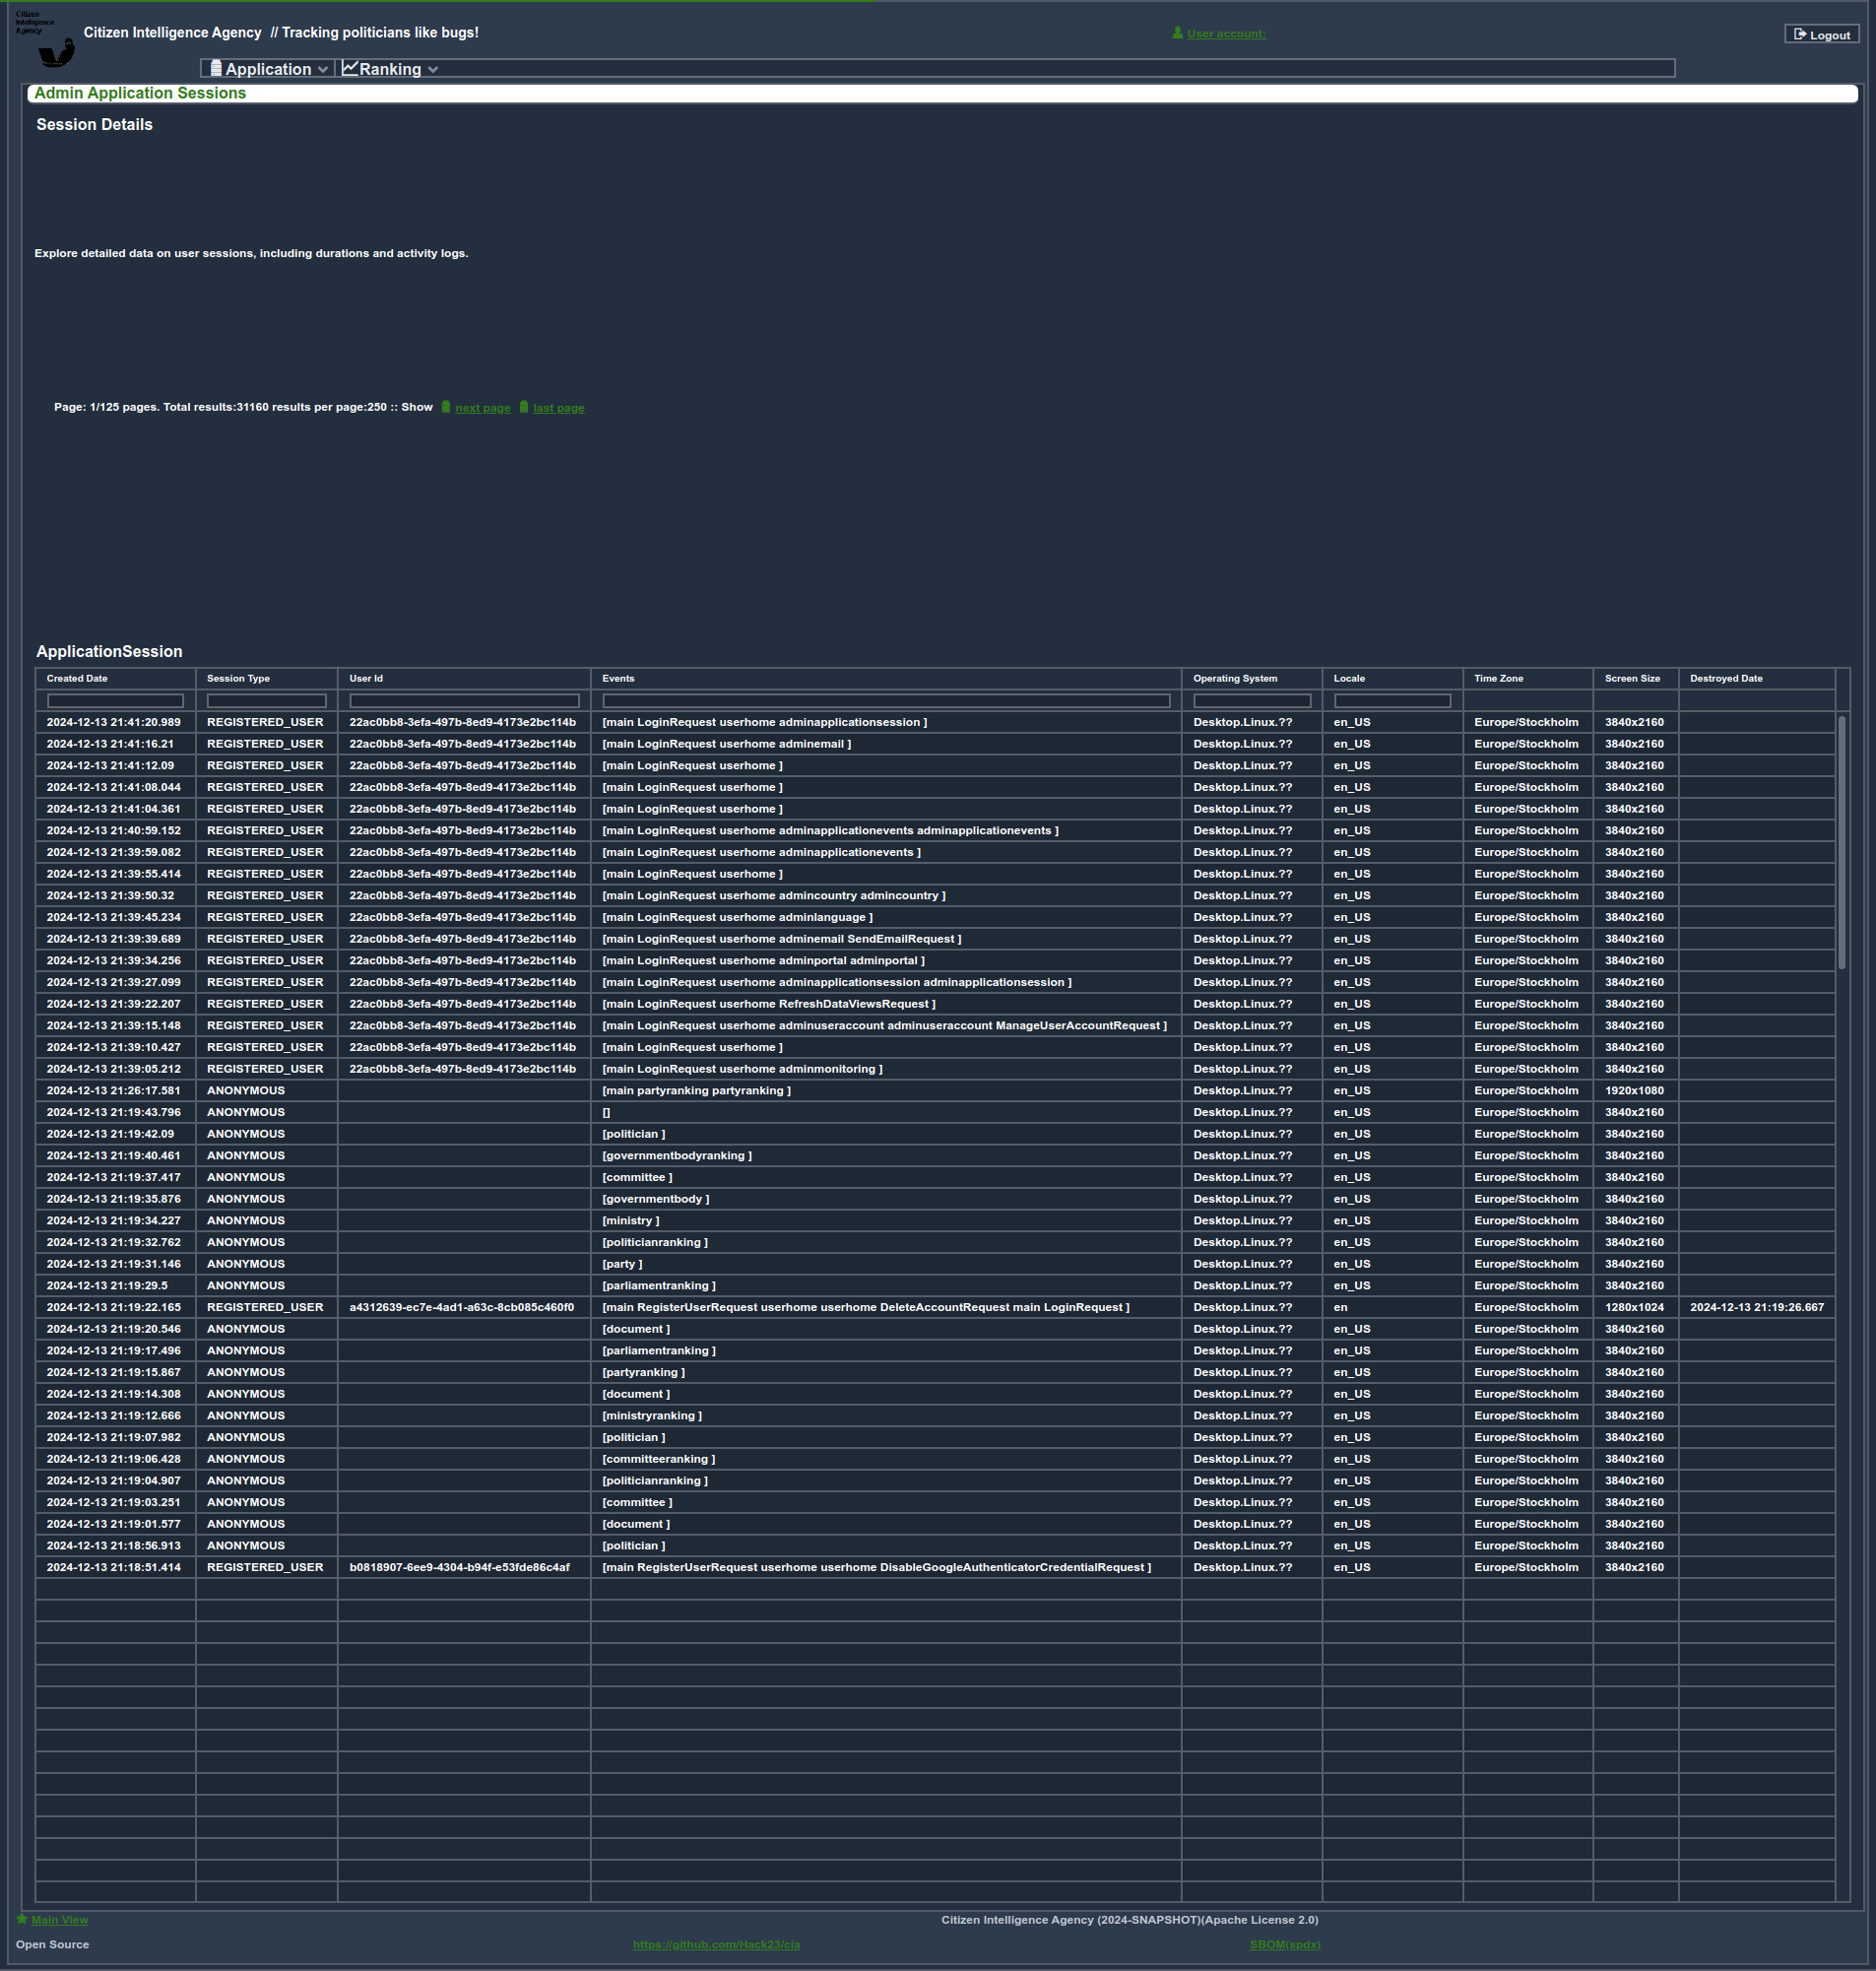 Citizen
Intelligence
Agency
Citizen Intelligence Agency // Tracking politicians like bugs!
User account:
Logout
Application Ranking
Admin Application Sessions
Session Details
Explore detailed data on user sessions, including durations and activity logs.
Page: 1/125 pages. Total results:31160 results per page:250 :: Show next page last page
ApplicationSession
Created Date Session Type User Id Events Operating System Locale Time Zone Screen Size Destroyed Date
2024-12-13 21:41:20.989 REGISTERED_USER 22ac0bb8-3efa-497b-8ed9-4173e2bc114b [main LoginRequest userhome adminapplicationsession ] Desktop.Linux.?? en_US Europe/Stockholm 3840x2160
2024-12-13 21:41:16.21 REGISTERED_USER 22ac0bb8-3efa-497b-8ed9-4173e2bc114b [main LoginRequest userhome adminemail ] Desktop.Linux.?? en_US Europe/Stockholm 3840x2160
2024-12-13 21:41:12.09 REGISTERED_USER 22ac0bb8-3efa-497b-8ed9-4173e2bc114b [main LoginRequest userhome ] Desktop.Linux.?? en_US Europe/Stockholm 3840x2160
2024-12-13 21:41:08.044 REGISTERED_USER 22ac0bb8-3efa-497b-8ed9-4173e2bc114b [main LoginRequest userhome ] Desktop.Linux.?? en_US Europe/Stockholm 3840x2160
2024-12-13 21:41:04.361 REGISTERED_USER 22ac0bb8-3efa-497b-8ed9-4173e2bc114b [main LoginRequest userhome ] Desktop.Linux.?? en_US Europe/Stockholm 3840x2160
2024-12-13 21:40:59.152 REGISTERED_USER 22ac0bb8-3efa-497b-8ed9-4173e2bc114b [main LoginRequest userhome adminapplicationevents adminapplicationevents ] Desktop.Linux.?? en_US Europe/Stockholm 3840x2160
2024-12-13 21:39:59.082 REGISTERED_USER 22ac0bb8-3efa-497b-8ed9-4173e2bc114b [main LoginRequest userhome adminapplicationevents ] Desktop.Linux.?? en_US Europe/Stockholm 3840x2160
2024-12-13 21:39:55.414 REGISTERED_USER 22ac0bb8-3efa-497b-8ed9-4173e2bc114b [main LoginRequest userhome ] Desktop.Linux.?? en_US Europe/Stockholm 3840x2160
2024-12-13 21:39:50.32 REGISTERED_USER 22ac0bb8-3efa-497b-8ed9-4173e2bc114b [main LoginRequest userhome admincountry admincountry ] Desktop.Linux.?? en_US Europe/Stockholm 3840x2160
2024-12-13 21:39:45.234 REGISTERED_USER 22ac0bb8-3efa-497b-8ed9-4173e2bc114b [main LoginRequest userhome adminlanguage ] Desktop.Linux.?? en_US Europe/Stockholm 3840x2160
2024-12-13 21:39:39.689 REGISTERED_USER 22ac0bb8-3efa-497b-8ed9-4173e2bc114b [main LoginRequest userhome adminemail SendEmailRequest ] Desktop.Linux.?? en_US Europe/Stockholm 3840x2160
2024-12-13 21:39:34.256 REGISTERED_USER 22ac0bb8-3efa-497b-8ed9-4173e2bc114b [main LoginRequest userhome adminportal adminportal ] Desktop.Linux.?? en_US Europe/Stockholm 3840x2160
2024-12-13 21:39:27.099 REGISTERED_USER 22ac0bb8-3efa-497b-8ed9-4173e2bc114b [main LoginRequest userhome adminapplicationsession adminapplicationsession ] Desktop.Linux.?? en_US Europe/Stockholm 3840x2160
2024-12-13 21:39:22.207 REGISTERED_USER 22ac0bb8-3efa-497b-8ed9-4173e2bc114b [main LoginRequest userhome RefreshDataViewsRequest ] Desktop.Linux.?? en_US Europe/Stockholm 3840x2160
2024-12-13 21:39:15.148 REGISTERED_USER 22ac0bb8-3efa-497b-8ed9-4173e2bc114b [main LoginRequest userhome adminuseraccount adminuseraccount ManageUserAccountRequest ] Desktop.Linux.?? en_US Europe/Stockholm 3840x2160
2024-12-13 21:39:10.427 REGISTERED_USER 22ac0bb8-3efa-497b-8ed9-4173e2bc114b [main LoginRequest userhome ] Desktop.Linux.?? en_US Europe/Stockholm 3840x2160
2024-12-13 21:39:05.212 REGISTERED_USER 22ac0bb8-3efa-497b-8ed9-4173e2bc114b [main LoginRequest userhome adminmonitoring ] Desktop.Linux.?? en_US Europe/Stockholm 3840x2160
2024-12-13 21:26:17.581 ANONYMOUS [main partyranking partyranking ] Desktop.Linux.?? en_US Europe/Stockholm 1920x1080
2024-12-13 21:19:43.796 ANONYMOUS [] Desktop.Linux.?? en_US Europe/Stockholm 3840x2160
2024-12-13 21:19:42.09 ANONYMOUS [politician ] Desktop.Linux.?? en_US Europe/Stockholm 3840x2160
2024-12-13 21:19:40.461 ANONYMOUS [governmentbodyranking ] Desktop.Linux.?? en_US Europe/Stockholm 3840x2160
2024-12-13 21:19:37.417 ANONYMOUS [committee ] Desktop.Linux.?? en_US Europe/Stockholm 3840x2160
2024-12-13 21:19:35.876 ANONYMOUS [governmentbody ] Desktop.Linux.?? en_US Europe/Stockholm 3840x2160
2024-12-13 21:19:34.227 ANONYMOUS [ministry ] Desktop.Linux.?? en_US Europe/Stockholm 3840x2160
2024-12-13 21:19:32.762 ANONYMOUS [politicianranking ] Desktop.Linux.?? en_US Europe/Stockholm 3840x2160
2024-12-13 21:19:31.146 ANONYMOUS [party ] Desktop.Linux.?? en_US Europe/Stockholm 3840x2160
2024-12-13 21:19:29.5 ANONYMOUS [parliamentranking ] Desktop.Linux.?? en_US Europe/Stockholm 3840x2160
2024-12-13 21:19:22.165 REGISTERED_USER a4312639-ec7e-4ad1-a63c-8cb085c460f0 [main RegisterUserRequest userhome userhome DeleteAccountRequest main LoginRequest ] Desktop.Linux.?? en Europe/Stockholm 1280x1024 2024-12-13 21:19:26.667
2024-12-13 21:19:20.546 ANONYMOUS [document ] Desktop.Linux.?? en_US Europe/Stockholm 3840x2160
2024-12-13 21:19:17.496 ANONYMOUS [parliamentranking ] Desktop.Linux.?? en_US Europe/Stockholm 3840x2160
2024-12-13 21:19:15.867 ANONYMOUS [partyranking ] Desktop.Linux.?? en_US Europe/Stockholm 3840x2160
2024-12-13 21:19:14.308 ANONYMOUS [document ] Desktop.Linux.?? en_US Europe/Stockholm 3840x2160
2024-12-13 21:19:12.666 ANONYMOUS [ministryranking ] Desktop.Linux.?? en_US Europe/Stockholm 3840x2160
2024-12-13 21:19:07.982 ANONYMOUS [politician ] Desktop.Linux.?? en_US Europe/Stockholm 3840x2160
2024-12-13 21:19:06.428 ANONYMOUS [committeeranking ] Desktop.Linux.?? en_US Europe/Stockholm 3840x2160
2024-12-13 21:19:04.907 ANONYMOUS [politicianranking ] Desktop.Linux.?? en_US Europe/Stockholm 3840x2160
2024-12-13 21:19:03.251 ANONYMOUS [committee ] Desktop.Linux.?? en_US Europe/Stockholm 3840x2160
2024-12-13 21:19:01.577 ANONYMOUS [document ] Desktop.Linux.?? en_US Europe/Stockholm 3840x2160
2024-12-13 21:18:56.913 ANONYMOUS [politician ] Desktop.Linux.?? en_US Europe/Stockholm 3840x2160
2024-12-13 21:18:51.414 REGISTERED_USER b0818907-6ee9-4304-b94f-e53fde86c4af [main RegisterUserRequest userhome userhome DisableGoogleAuthenticatorCredentialRequest ] Desktop.Linux.?? en_US Europe/Stockholm 3840x2160
Main View Citizen Intelligence Agency (2024-SNAPSHOT)(Apache License 2.0)
Open Source https://github.com/Hack23/cia SBOM(spdx)